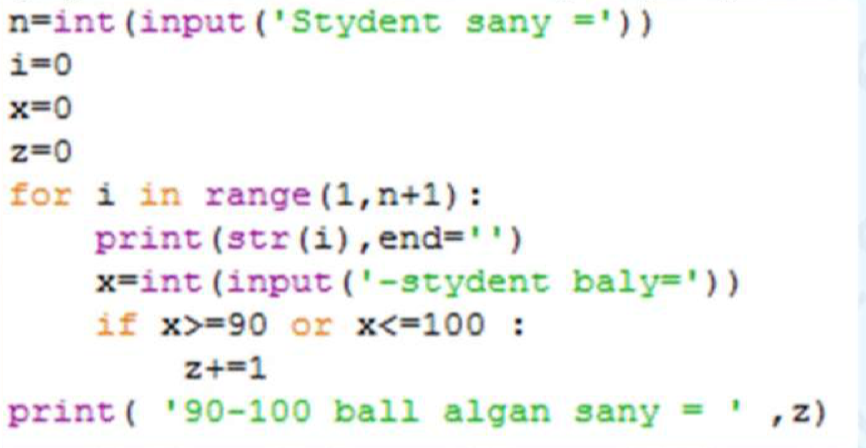 n=int(input('Stydent sany ='))
i=0
x=0
z=0
for i in range(1,n+1):
    print(str(i),end='')
    x=int(input('-stydent baly='))
    if x>=90 or x<=100 :
        z+=1
print( '90-100 ball algan sany = ' ,z)